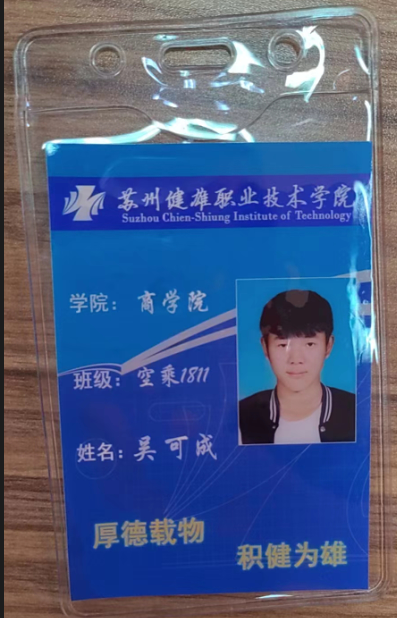 苏州健雄职业技术学院
Suzhou Chien-Shiung Institute of Technology
学院：商学院
班级：空乘1811
姓名：吴可成
厚德载物
积健为雄